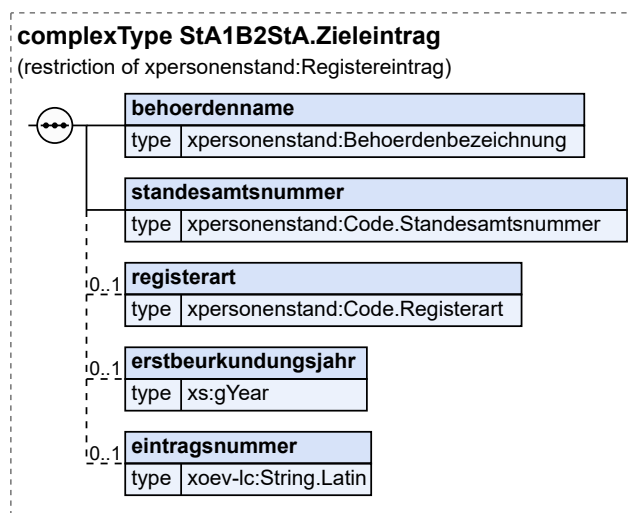 complexType StA1B2StA.Zieleintrag
(restriction of xpersonenstand:Registereintrag)
behoerdenname
type xpersonenstand:Behoerdenbezeichnung
standesamtsnummer
type xpersonenstand:Code.Standesamtsnummer
0..1 registerart
type xpersonenstand:Code.Registerart
0..1 erstbeurkundungsjahr
type xs:gYear
0..1 eintragsnummer
type xoev-lc:String.Latin